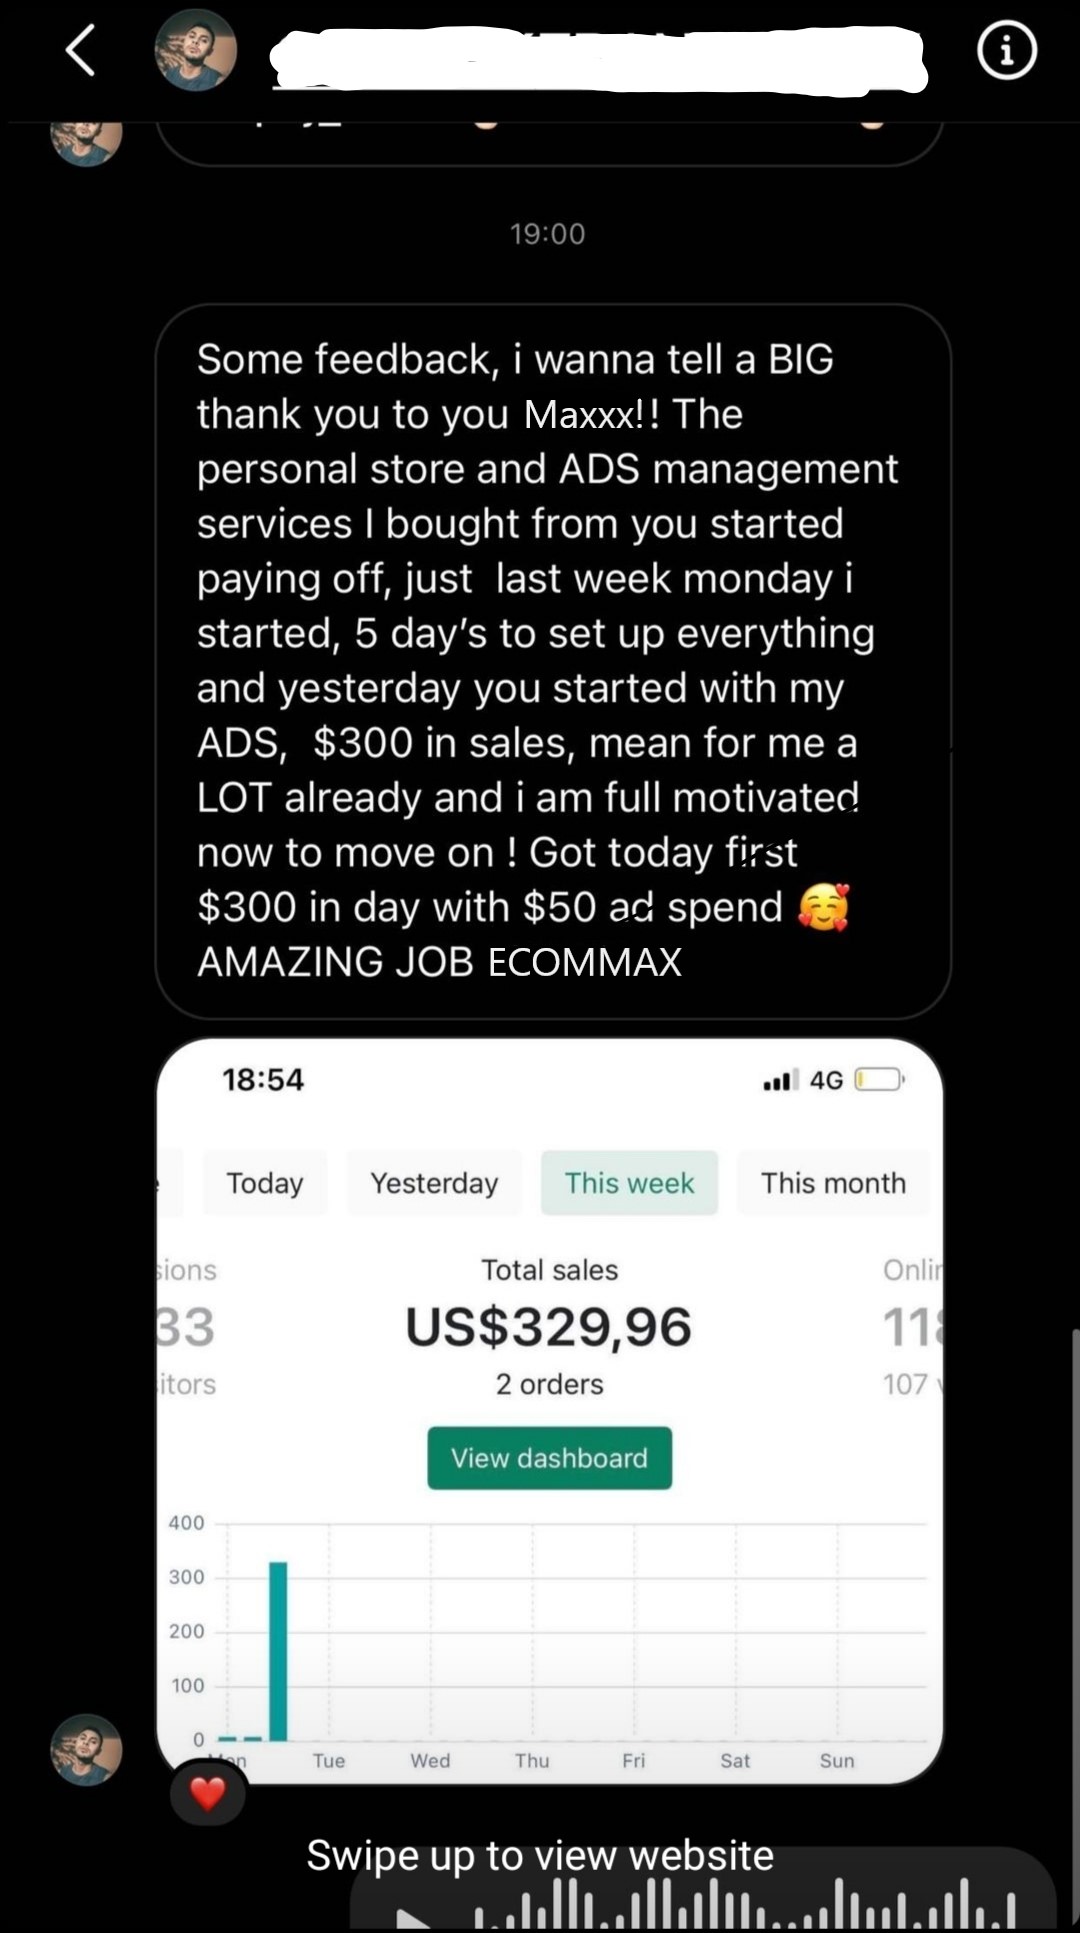 19:00
Some feedback, i wanna tell a BIG
thank you to you Maxxx!! The
personal store and ADS management
services I bought from you started
paying off, just  last week monday i
started, 5 day’s to set up everything
and yesterday you started with my
ADS,  $300 in sales, mean for me a
LOT already and i am full motivated
now to move on ! Got today first
$300 in day with $50 ad spend 🥰
AMAZING JOB ECOMMAX
18:54
4G
Today Yesterday This week This month
Total sales
US$329,96
2 orders
107
View dashboard
400
300
200
100
0
Mon Tue Wed Thu Fri Sat Sun
Swipe up to view website